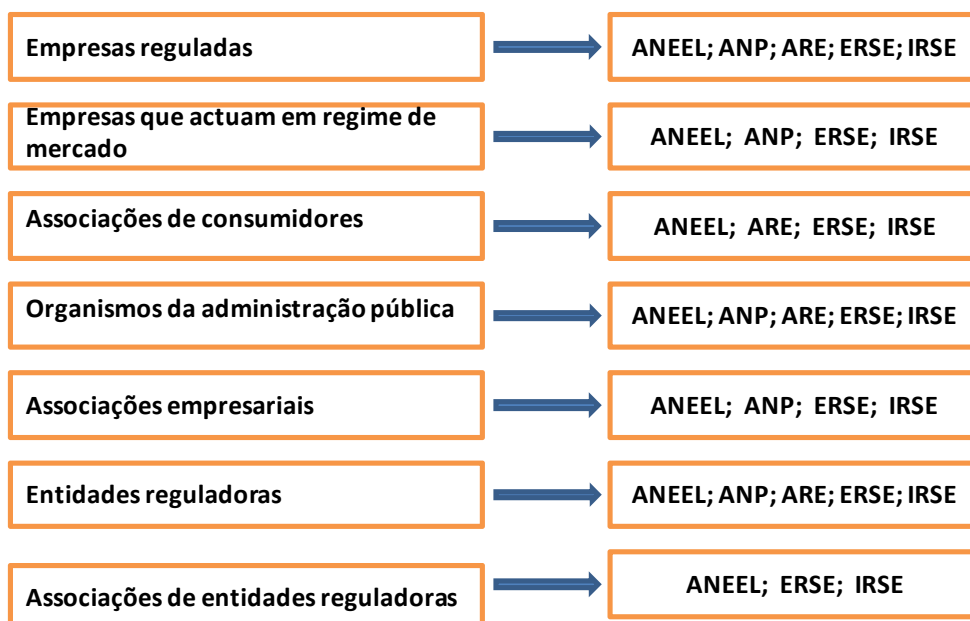 Empresas reguladas
ANEEL; ANP; ARE; ERSE; IRSE
Empresas que actuam em regime de
mercado
ANEEL; ANP; ERSE; IRSE
Associações de consumidores
ANEEL; ARE; ERSE; IRSE
Organismos da administração pública
ANEEL; ANP; ARE; ERSE; IRSE
Associações empresariais
ANEEL; ANP; ERSE; IRSE
Entidades reguladoras
ANEEL; ANP; ARE; ERSE; IRSE
Associações de entidades reguladoras
ANEEL; ERSE; IRSE